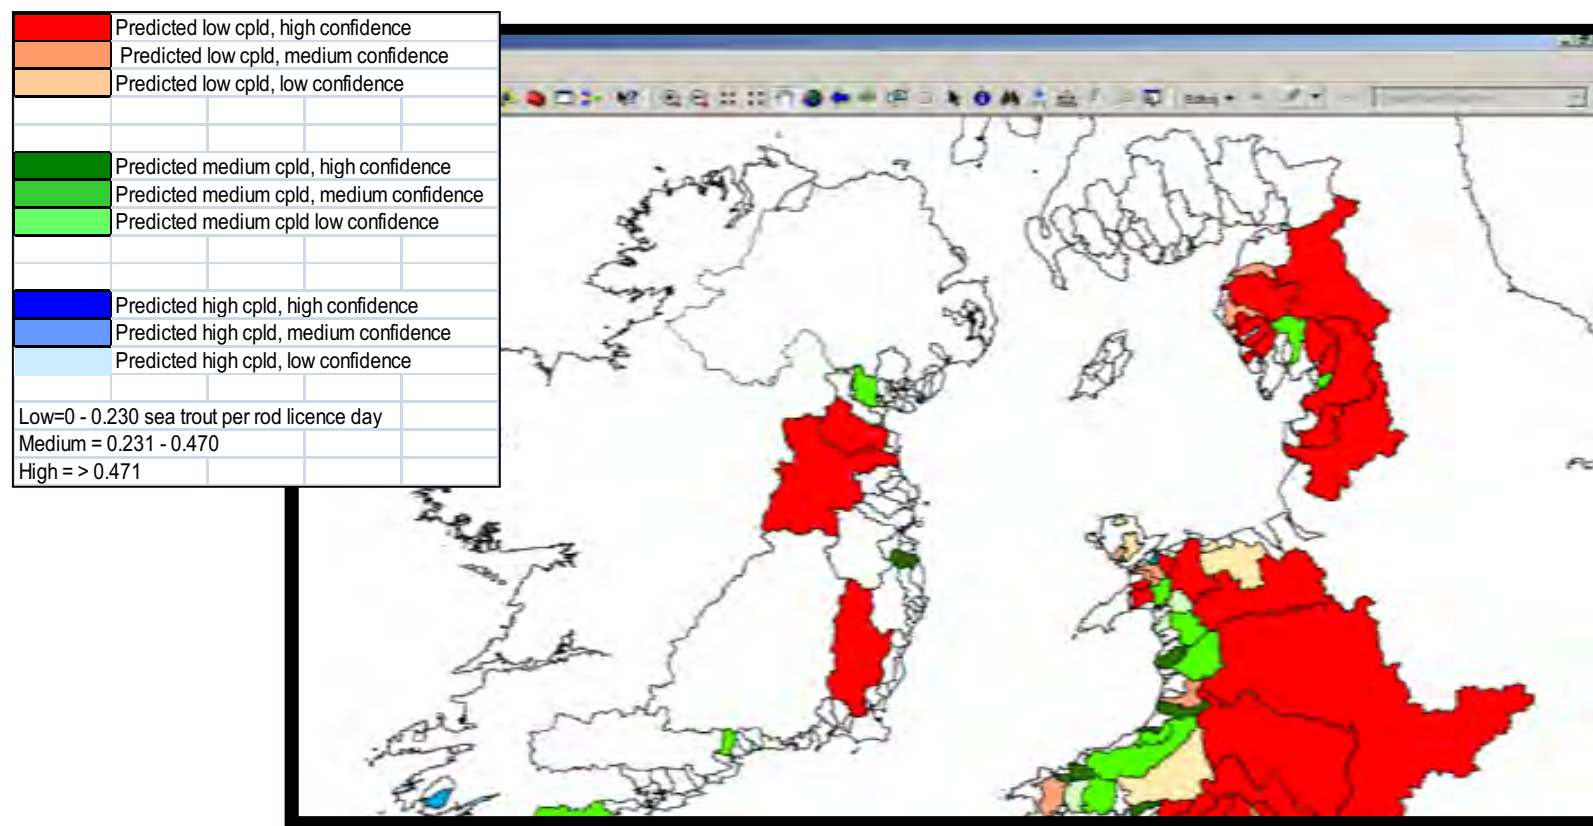 Predicted low cpld, high confidence
Predicted low cpld, medium confidence
Predicted low cpld, low confidence
Predicted medium cpld, high confidence
Predicted medium cpld, medium confidence
Predicted medium cpld low confidence
Predicted high cpld, high confidence
Predicted high cpld, medium confidence
Predicted high cpld, low confidence
Low=0 - 0.230 sea trout per rod licence day
Medium = 0.231 - 0.470
High = > 0.471